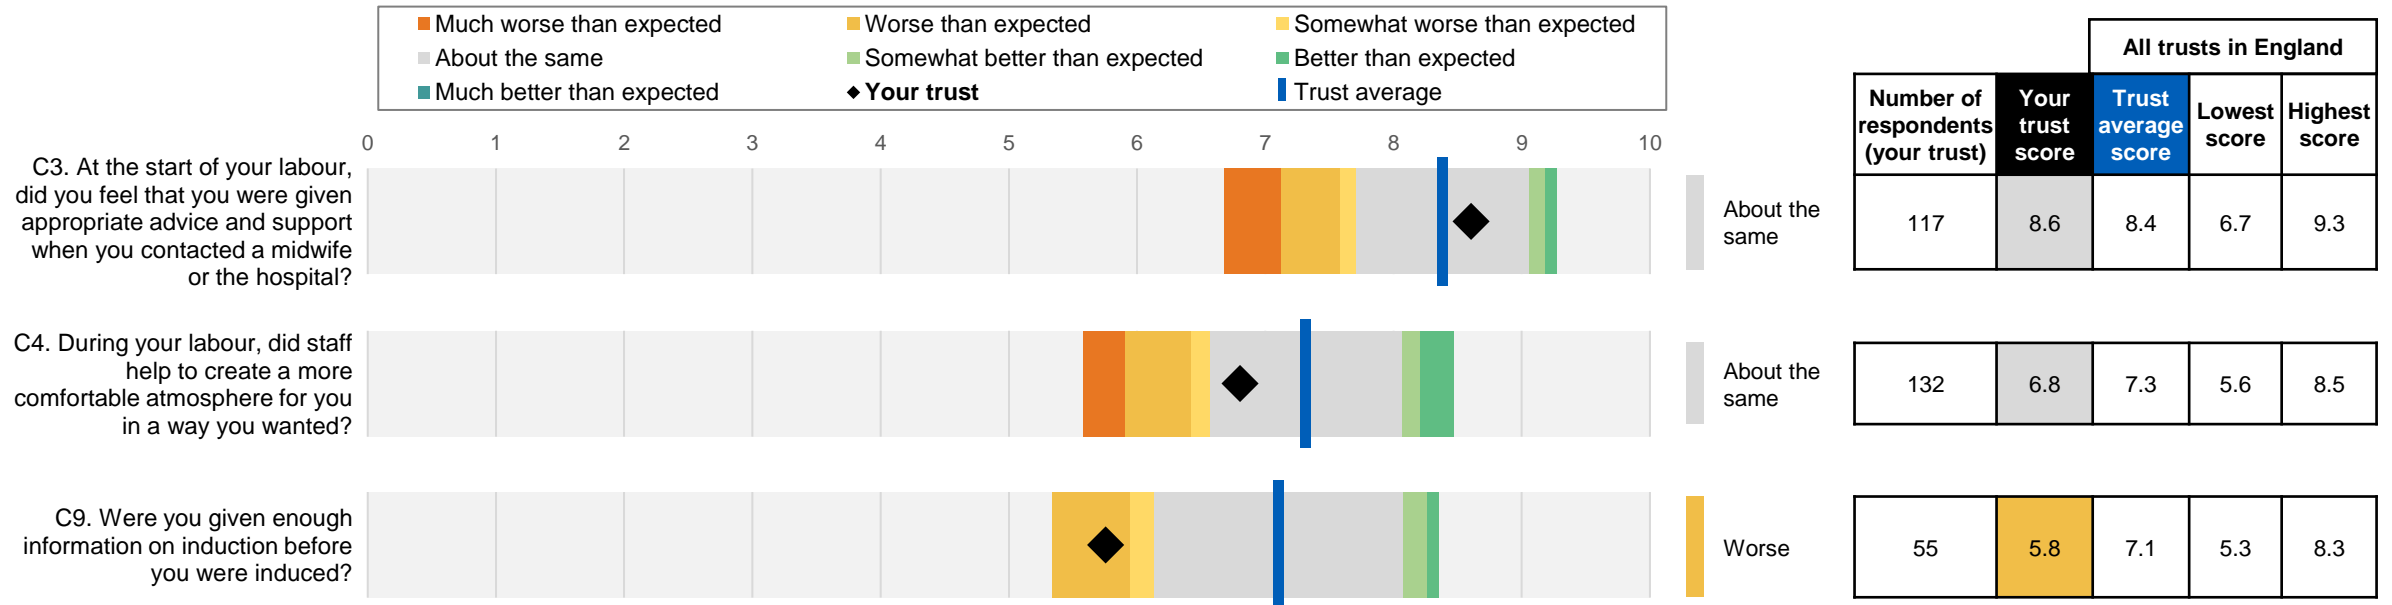 Much worse than expected
Worse than expected
Somewhat worse than expected
About the same
Somewhat better than expected
Better than expected
Much better than expected
Your trust
Trust average
All trusts in England
Number of
respondents
(your trust)
Your
trust
score
Trust
average
score
Lowest
score
Highest
score
0 1 2 3 4 5 6 7 8 9 10
C3. At the start of your labour,
did you feel that you were given
appropriate advice and support
when you contacted a midwife
or the hospital?
About the
same
117 8.6 8.4 6.7 9.3
C4. During your labour, did staff
help to create a more
comfortable atmosphere for you
in a way you wanted?
About the
same
132 6.8 7.3 5.6 8.5
C9. Were you given enough
information on induction before
you were induced?
Worse
55 5.8 7.1 5.3 8.3